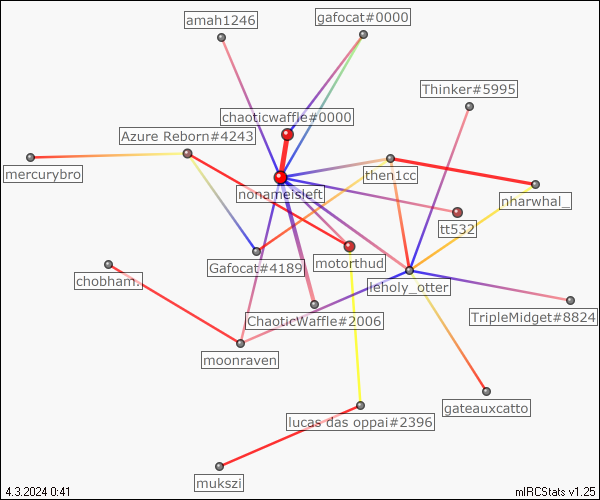 amah1246
gafocat#0000
Thinker#5995
chaoticwaffle#0000
Azure Reborn#4243
mercurybro
nonameisleft
then1cc
nharwhal_
tt532
Gafocat#4189
motorthud
chobham.
leholy_otter
ChaoticWaffle#2006
TripleMidget#8824
moonraven
gateauxcatto
lucas das oppai#2396
mukszi
4.3.2024 0:41
mIRCStats v1.25